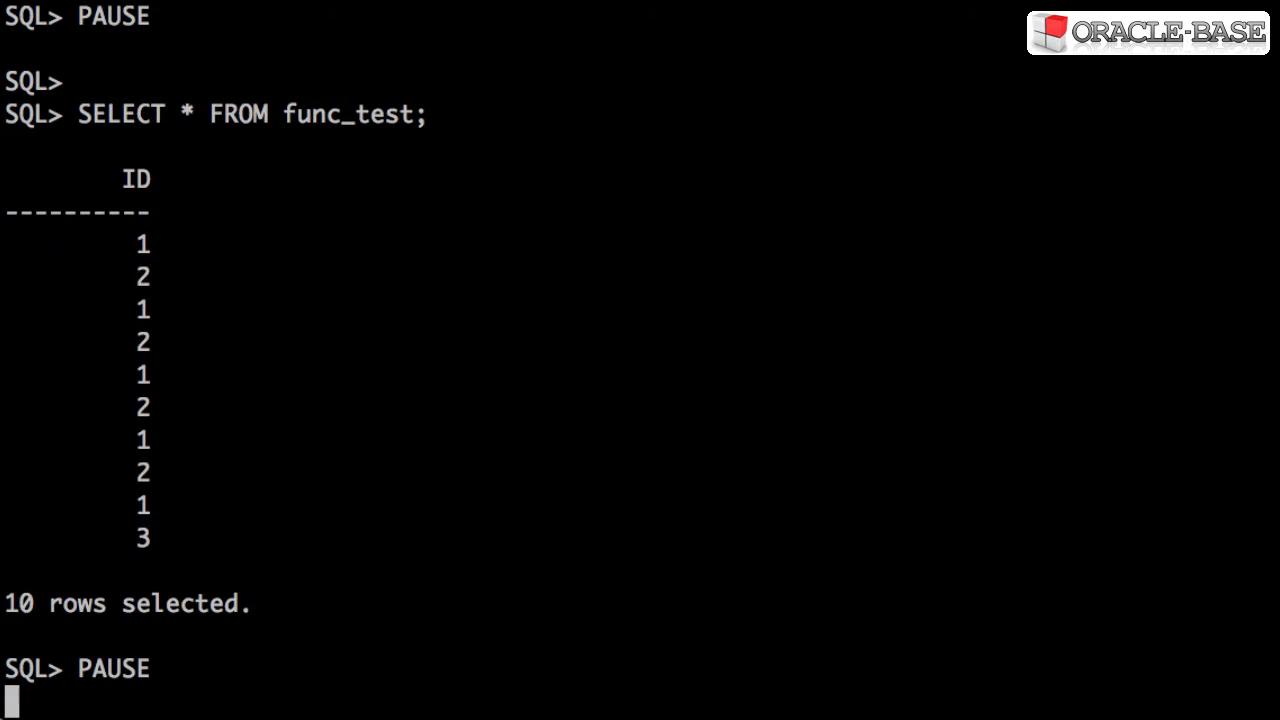 SQL> PAUSE
ORACLE-BASE
SQL>
SQL> SELECT * FROM func_test;
ID
----------
1
2
1
2
1
2
1
2
1
3
10 rows selected.
SQL> PAUSE